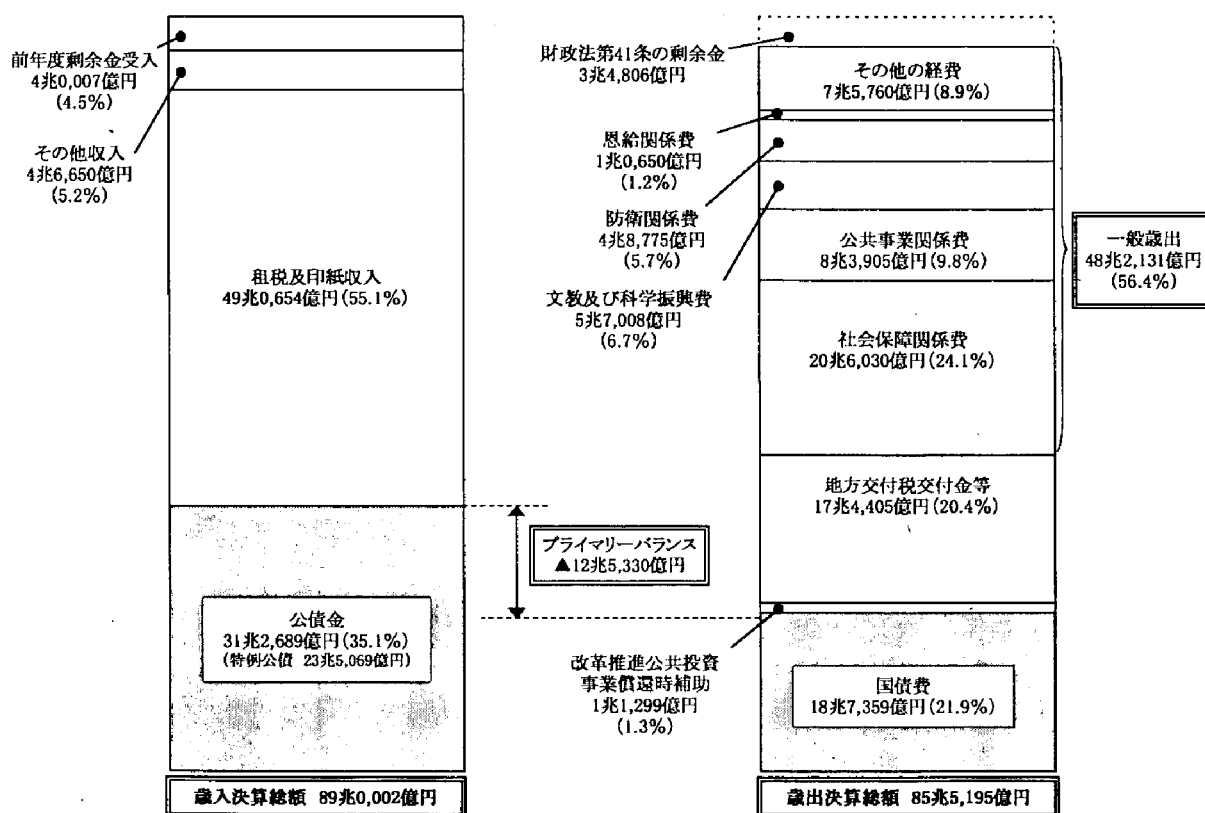 前年度剰余金受入
4兆0,007億円
(4.5%)
その他収入
4兆6,650億円
(5.2%)
租税及印紙収入
49兆0,654億円(55.1%)
公債金
31兆2,689億円(35.1%)
(特例公債 23兆5,069億円)
歳入決算総額 89兆0,002億円
プライマリーバランス
▲12兆5,330億円
財政法第41条の剰余金
3兆4,806億円
その他の経費
7兆5,760億円(8.9%)
恩給関係費
1兆0,650億円
(1.2%)
防衛関係費
4兆8,775億円
(5.7%)
文教及び科学振興費
5兆7,008億円
(6.7%)
公共事業関係費
8兆3,905億円(9.8%)
社会保障関係費
20兆6,030億円(24.1%)
一般歳出
48兆2,131億円
(56.4%)
地方交付税交付金等
17兆4,405億円(20.4%)
改革推進公共投資
事業償還時補助
1兆1,299億円
(1.3%)
国債費
18兆7,359億円(21.9%)
歳出決算総額 85兆5,195億円